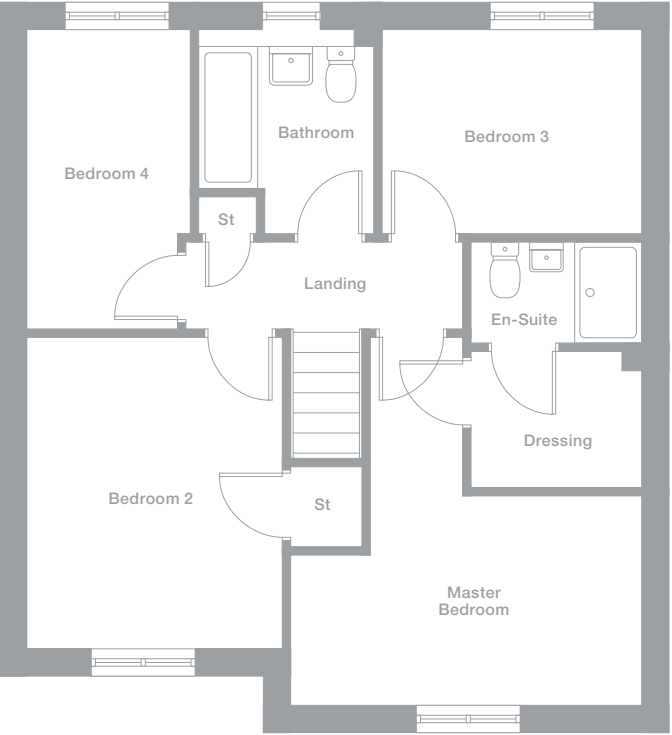 Bathroom
Bedroom 3
Bedroom 4
St
Landing
En-Suite
Dressing
Bedroom 2
St
Master
Bedroom